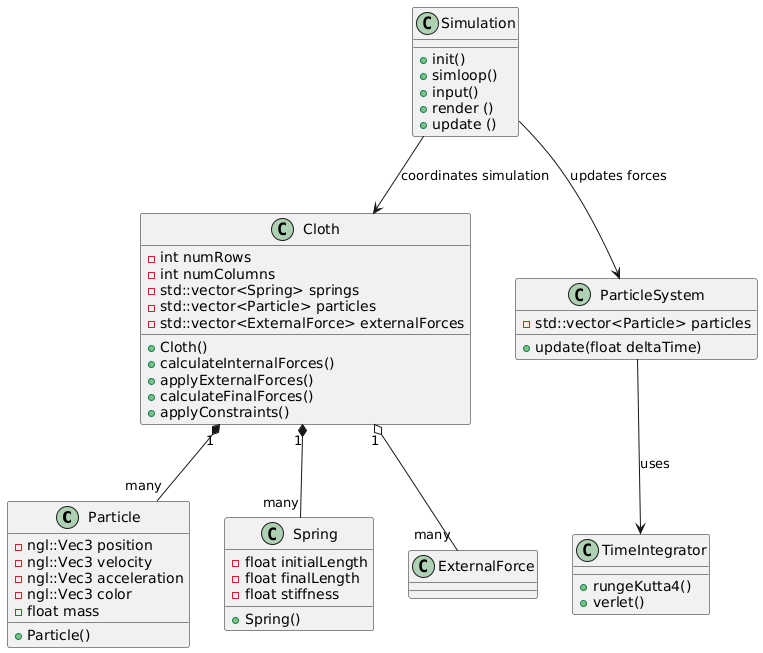 C Simulation
init()
simloop()
input()
render ()
update ()
coordinates simulation
updates forces
C Cloth
int numRows
int numColumns
std::vector<Spring> springs
std::vector<Particle> particles
std::vector<ExternalForce> externalForces
Cloth()
calculateInternalForces()
applyExternalForces()
calculateFinalForces()
applyConstraints()
C ParticleSystem
std::vector<Particle> particles
update(float deltaTime)
1
1
1
uses
many
many
many
C Particle
ngl::Vec3 position
ngl::Vec3 velocity
ngl::Vec3 acceleration
ngl::Vec3 color
float mass
Particle()
C Spring
float initialLength
float finalLength
float stiffness
Spring()
C ExternalForce
C TimeIntegrator
rungeKutta4()
verlet()